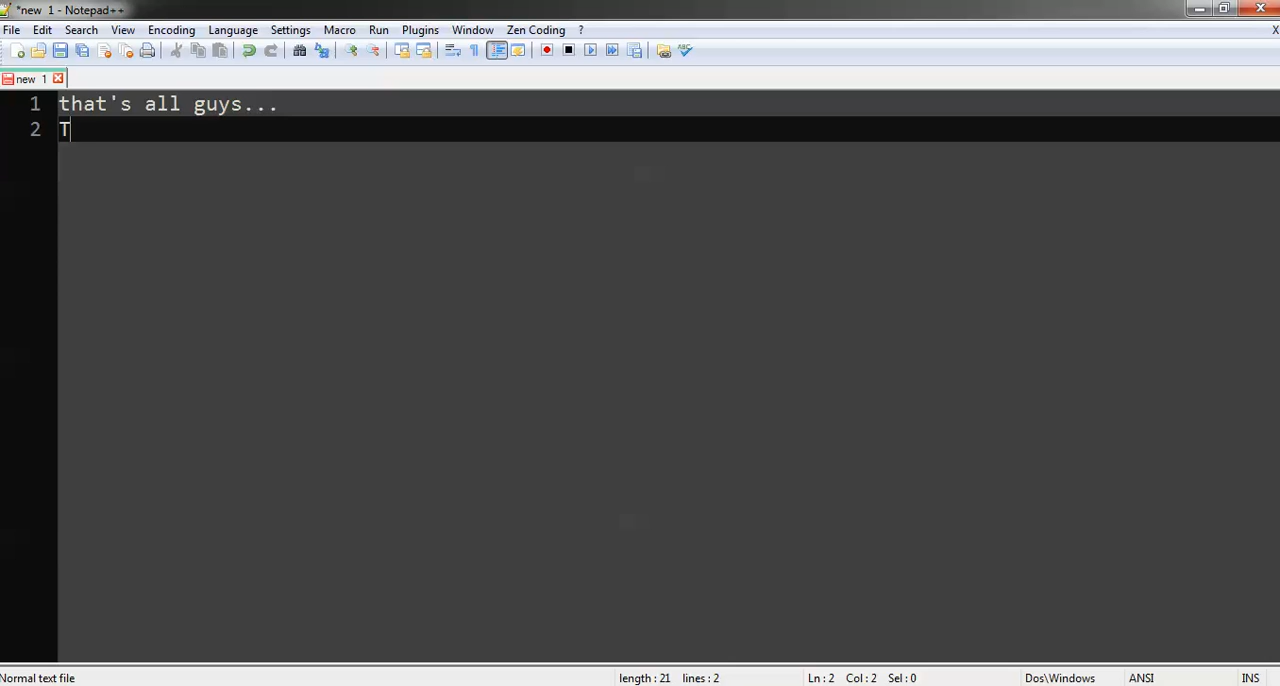 *new  1 - Notepad++
File Edit Search View Encoding Language Settings Macro Run Plugins Window Zen Coding ? X
new 1
1 that's all guys...
2 T
Normal text file length : 21 lines : 2 Ln : 2 Col : 2 Sel : 0 Dos\Windows ANSI INS